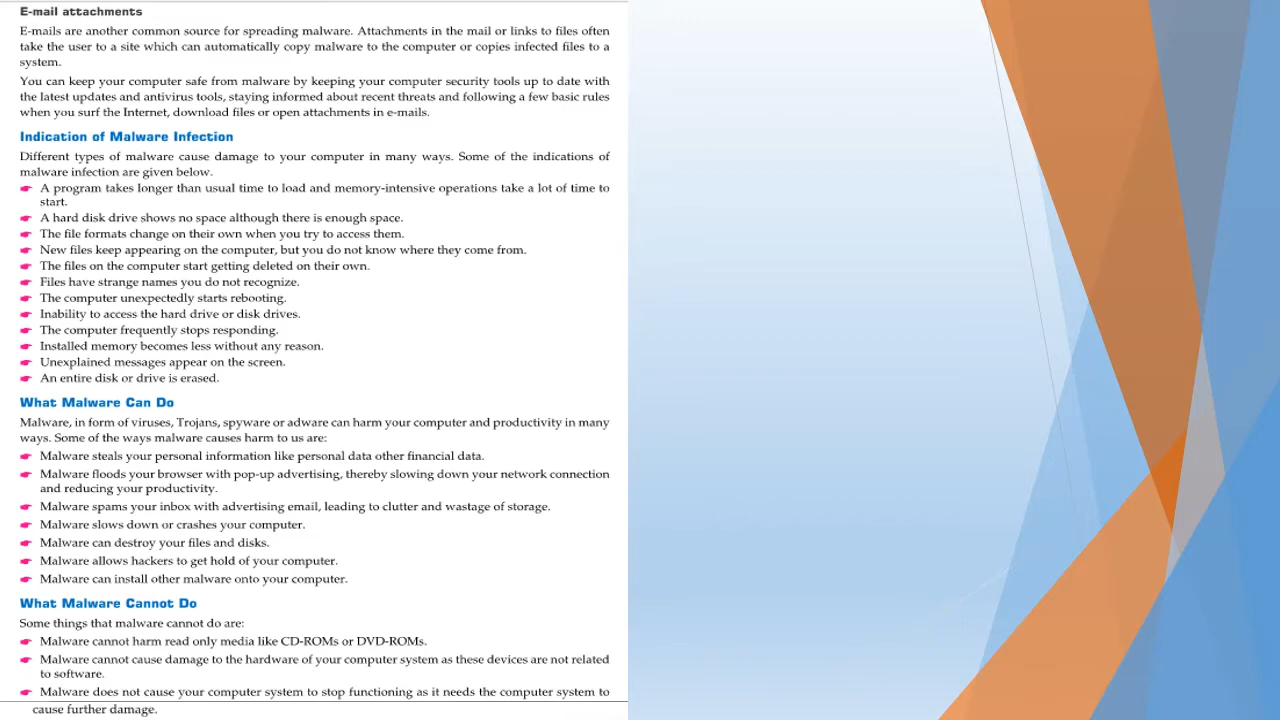 E-mail attachments
E-mails are another common source for spreading malware. Attachments in the mail or links to files often
take the user to a site which can automatically copy malware to the computer or copies infected files to a
system.
You can keep your computer safe from malware by keeping your computer security tools up to date with
the latest updates and antivirus tools, staying informed about recent threats and following a few basic rules
when you surf the Internet, download files or open attachments in e-mails.
Indication of Malware Infection
Different types of malware cause damage to your computer in many ways. Some of the indications of
malware infection are given below.
A program takes longer than usual time to load and memory-intensive operations take a lot of time to
start.
A hard disk drive shows no space although there is enough space.
The file formats change on their own when you try to access them.
New files keep appearing on the computer, but you do not know where they come from.
The files on the computer start getting deleted on their own.
Files have strange names you do not recognize.
The computer unexpectedly starts rebooting.
Inability to access the hard drive or disk drives.
The computer frequently stops responding.
Installed memory becomes less without any reason.
Unexplained messages appear on the screen.
An entire disk or drive is erased.
What Malware Can Do
Malware, in form of viruses, Trojans, spyware or adware can harm your computer and productivity in many
ways. Some of the ways malware causes harm to us are:
Malware steals your personal information like personal data other financial data.
Malware floods your browser with pop-up advertising, thereby slowing down your network connection
and reducing your productivity.
Malware spams your inbox with advertising email, leading to clutter and wastage of storage.
Malware slows down or crashes your computer.
Malware can destroy your files and disks.
Malware allows hackers to get hold of your computer.
Malware can install other malware onto your computer.
What Malware Cannot Do
Some things that malware cannot do are:
Malware cannot harm read only media like CD-ROMs or DVD-ROMs.
Malware cannot cause damage to the hardware of your computer system as these devices are not related
to software.
Malware does not cause your computer system to stop functioning as it needs the computer system to
cause further damage.